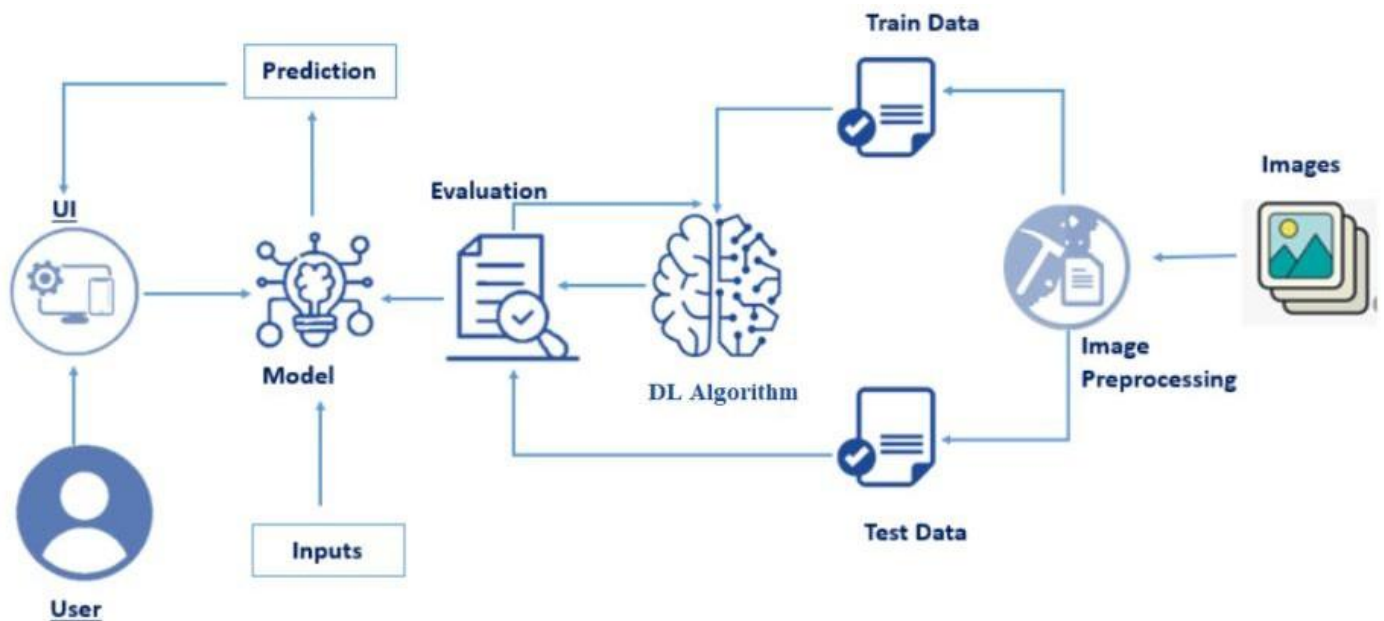 Train Data
Prediction
Images
Evaluation
UI
Image
Preprocessing
Model
DL Algorithm
Test Data
Inputs
User